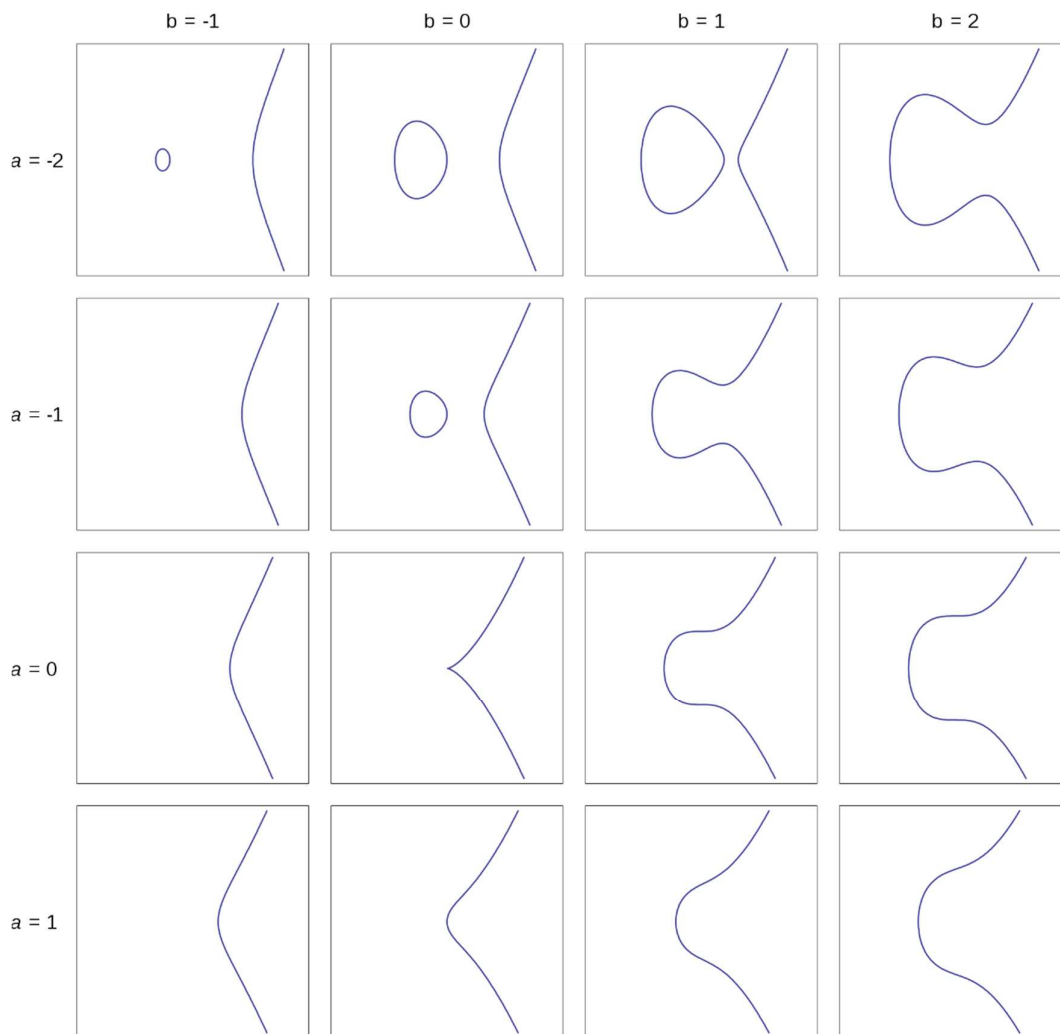 b = -1
b = 0
b = 1
b = 2
a = -2
a = -1
a = 0
a = 1